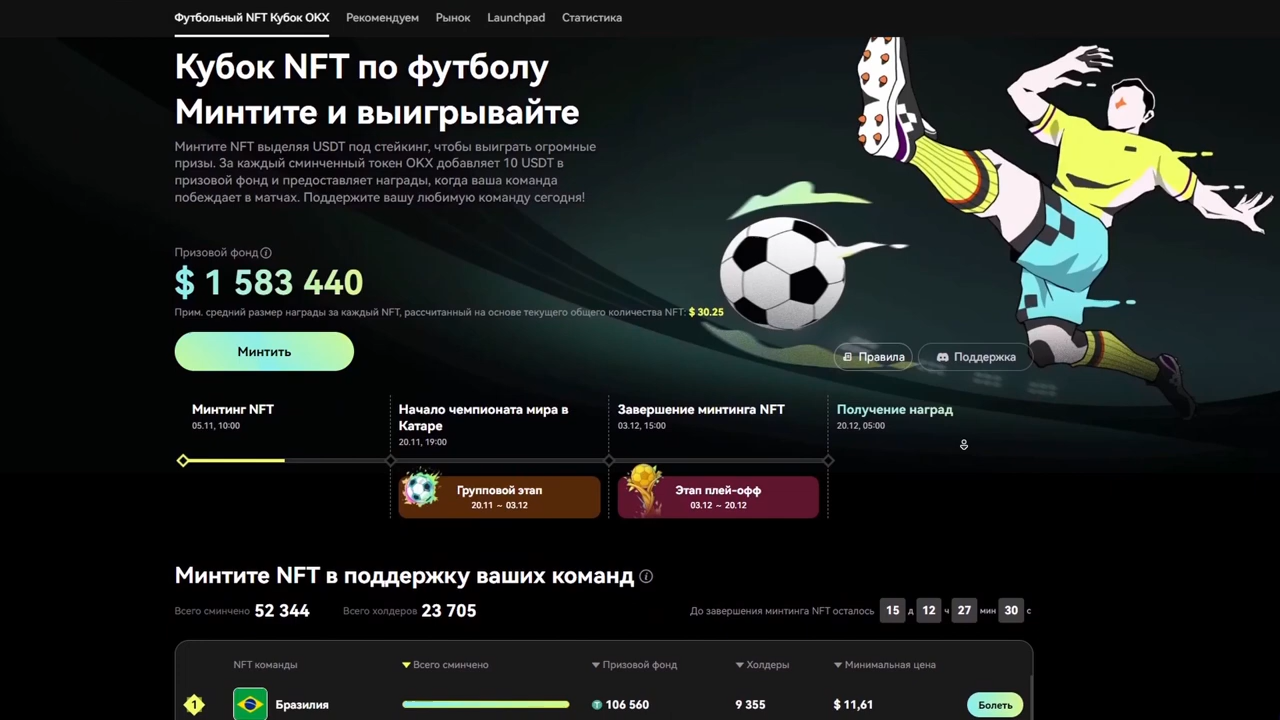 Футбольный NFT Кубок OKX Рекомендуем Рынок Launchpad Статистика
Кубок NFT по футболу
Минтите и выигрывайте
Минтите NFT выделяя USDT под стейкинг, чтобы выиграть огромные
призы. За каждый сминченный токен OKX добавляет 10 USDT в
призовой фонд и предоставляет награды, когда ваша команда
побеждает в матчах. Поддержите вашу любимую команду сегодня!
Призовой фонд
$ 1 583 440
Прим. средний размер награды за каждый NFT, рассчитанный на основе текущего общего количества NFT: $ 30.25
Минтить
Правила Поддержка
Минтинг NFT
05.11, 10:00
Начало чемпионата мира в
Катаре
20.11, 19:00
Завершение минтинга NFT
03.12, 15:00
Получение наград
20.12, 05:00
Групповой этап
20.11 ~ 03.12
Этап плей-офф
03.12 ~ 20.12
Минтите NFT в поддержку ваших команд
Всего сминчено 52 344 Всего холдеров 23 705
До завершения минтинга NFT осталось 15 д 12 ч 27 мин 30 с
NFT команды Всего сминчено Призовой фонд Холдеры Минимальная цена
1 Бразилия 106 560 9 355 $ 11,61 Болеть